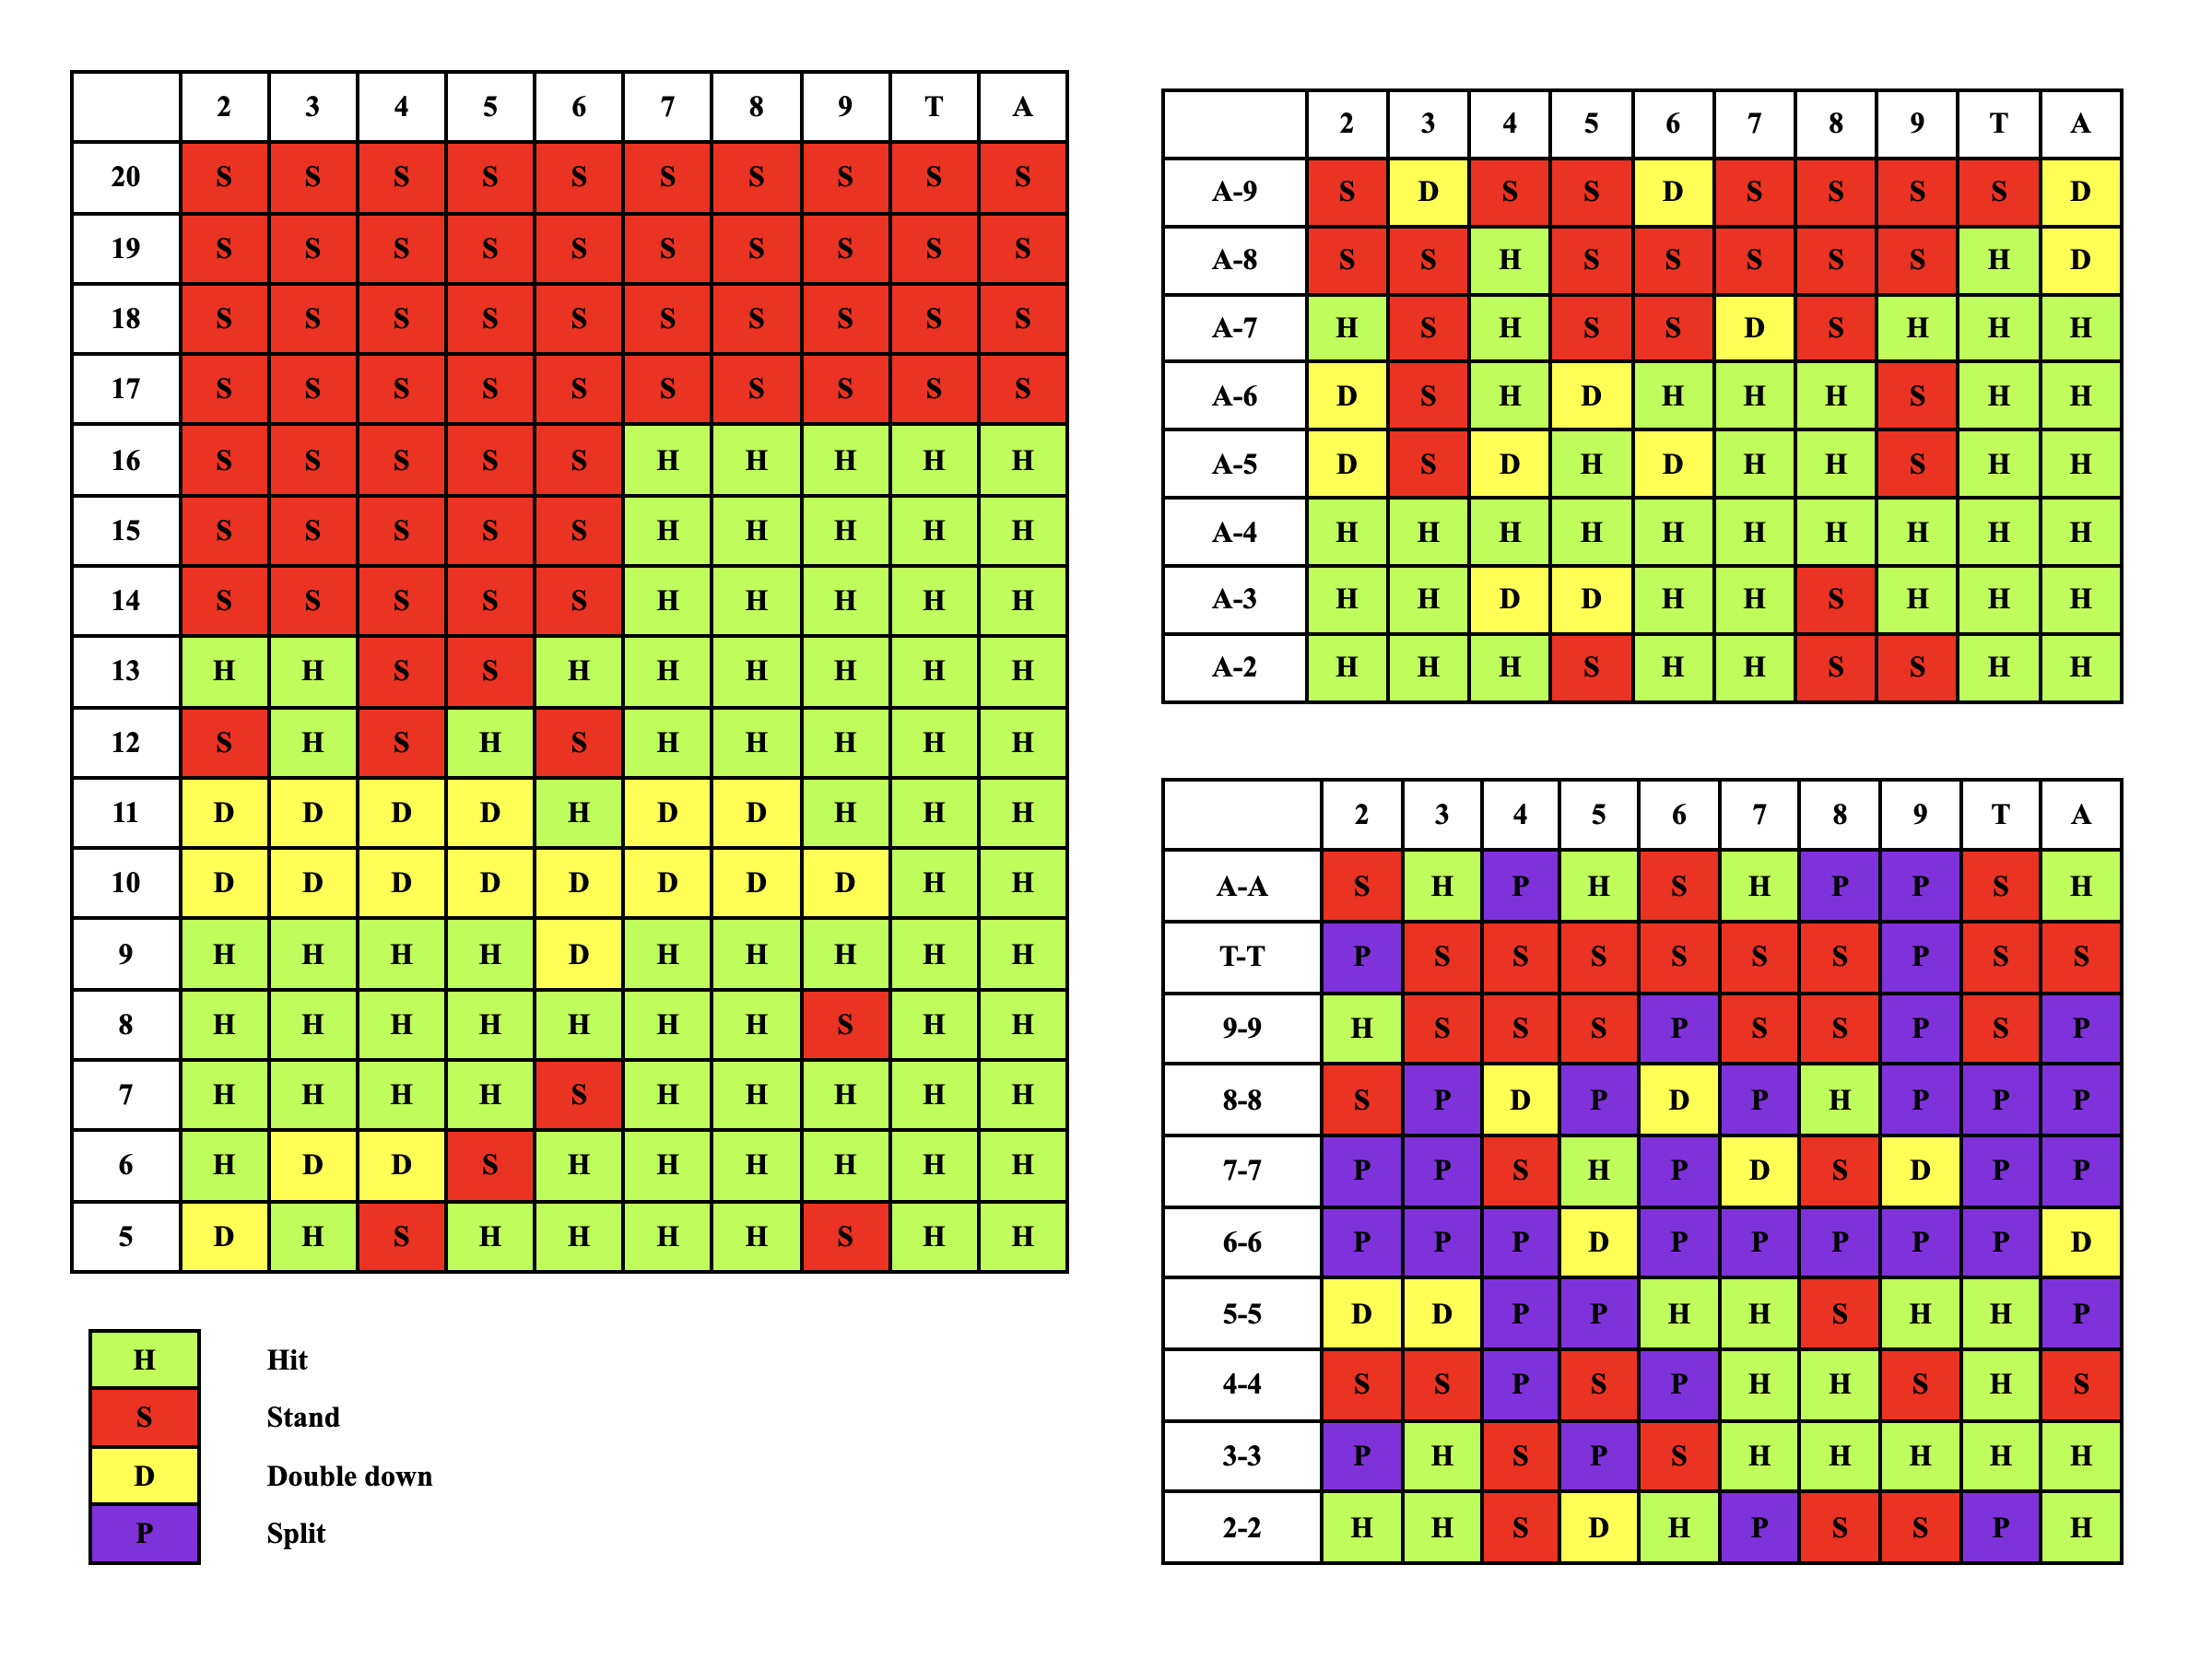 2 3 4 5 6 7 8 9 T A
20 S S S S S S S S S S
19 S S S S S S S S S S
18 S S S S S S S S S S
17 S S S S S S S S S S
16 S S S S S H H H H H
15 S S S S S H H H H H
14 S S S S S H H H H H
13 H H S S H H H H H H
12 S H S H S H H H H H
11 D D D D H D D H H H
10 D D D D D D D D H H
9 H H H H D H H H H H
8 H H H H H H H S H H
7 H H H H S H H H H H
6 H D D S H H H H H H
5 D H S H H H H S H H
H Hit
S Stand
D Double down
P Split
2 3 4 5 6 7 8 9 T A
A-9 S D S S D S S S S D
A-8 S S H S S S S S H D
A-7 H S H S S D S H H H
A-6 D S H D H H H S H H
A-5 D S D H D H H S H H
A-4 H H H H H H H H H H
A-3 H H D D H H S H H H
A-2 H H H S H H S S H H
2 3 4 5 6 7 8 9 T A
A-A S H P H S H P P S H
T-T P S S S S S S P S S
9-9 H S S S P S S P S P
8-8 S P D P D P H P P P
7-7 P P S H P D S D P P
6-6 P P P D P P P P P D
5-5 D D P P H H S H H P
4-4 S S P S P H H S H S
3-3 P H S P S H H H H H
2-2 H H S D H P S S P H